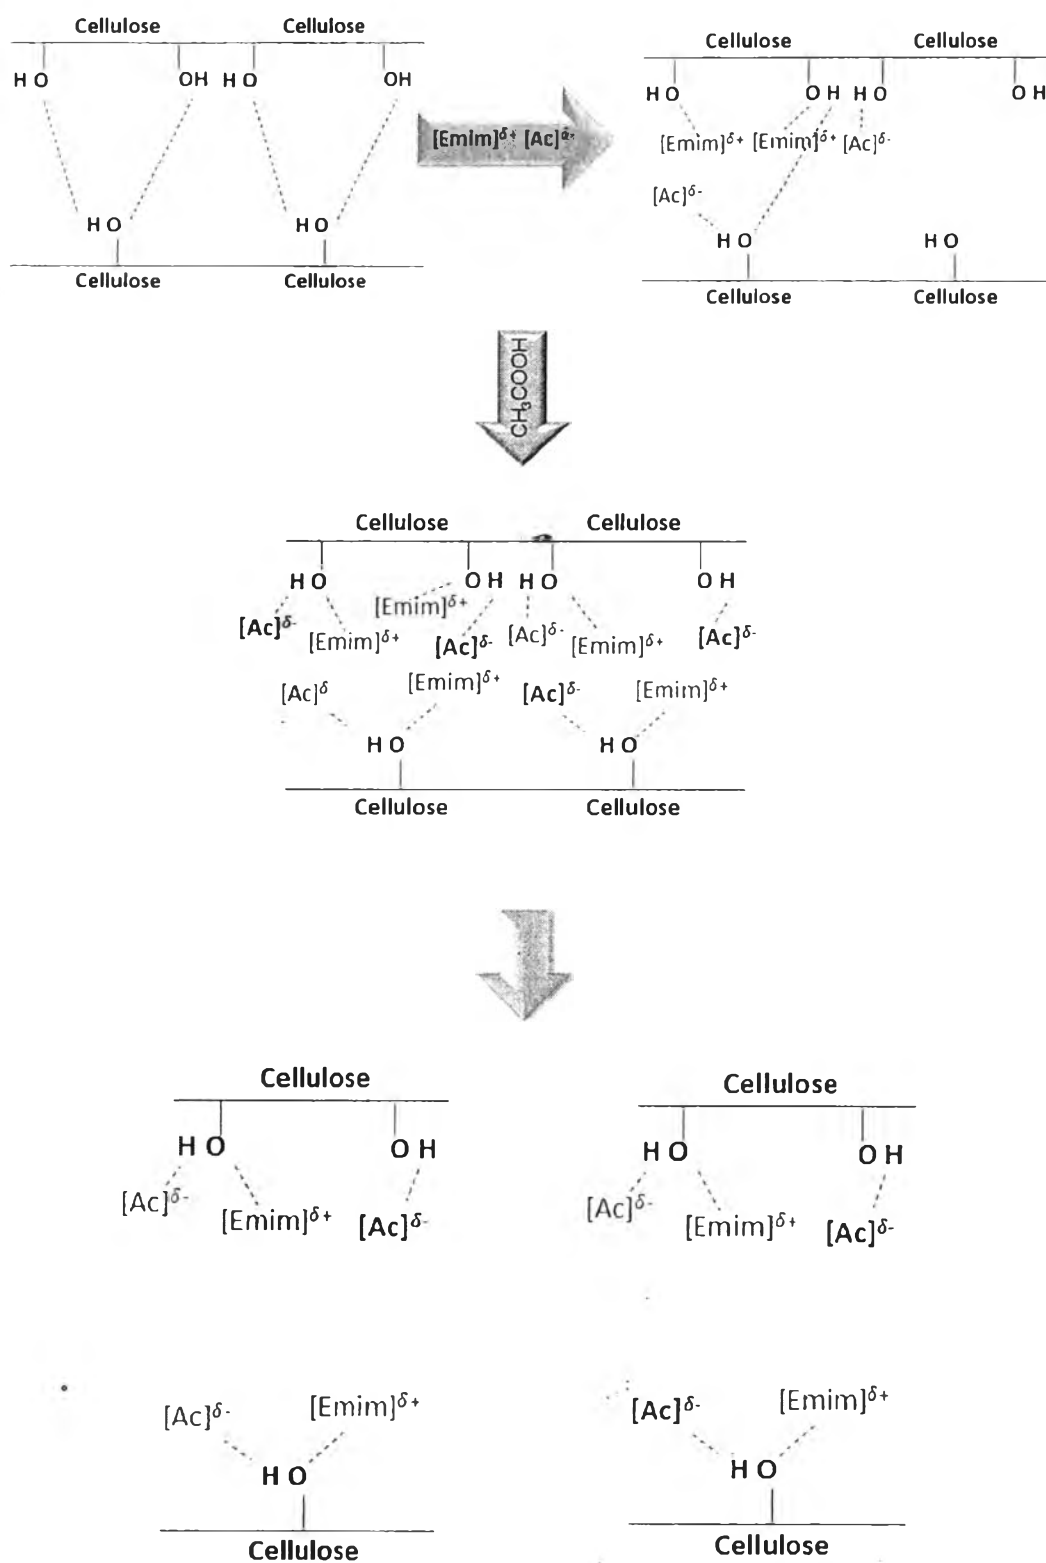 Cellulose Cellulose
HO OH HO OH
HO HO
Cellulose Cellulose
[Emim]δ+ [Ac]δ-
Cellulose Cellulose
HO OH HO OH
[Emim]δ+ [Emim]δ+ [Ac]δ-
[Ac]δ-
HO HO
Cellulose Cellulose
CH3COOH
Cellulose Cellulose
HO OH HO OH
[Emim]δ+
[Ac]δ- [Emim]δ+ [Ac]δ- [Ac]δ- [Emim]δ+ [Ac]δ-
[Ac]δ [Emim]δ+ [Ac]δ- [Emim]δ+
HO HO
Cellulose Cellulose
Cellulose Cellulose
HO OH HO OH
[Ac]δ- [Emim]δ+ [Ac]δ- [Ac]δ- [Emim]δ+ [Ac]δ-
[Ac]δ- [Emim]δ+ [Ac]δ- [Emim]δ+
HO HO
Cellulose Cellulose